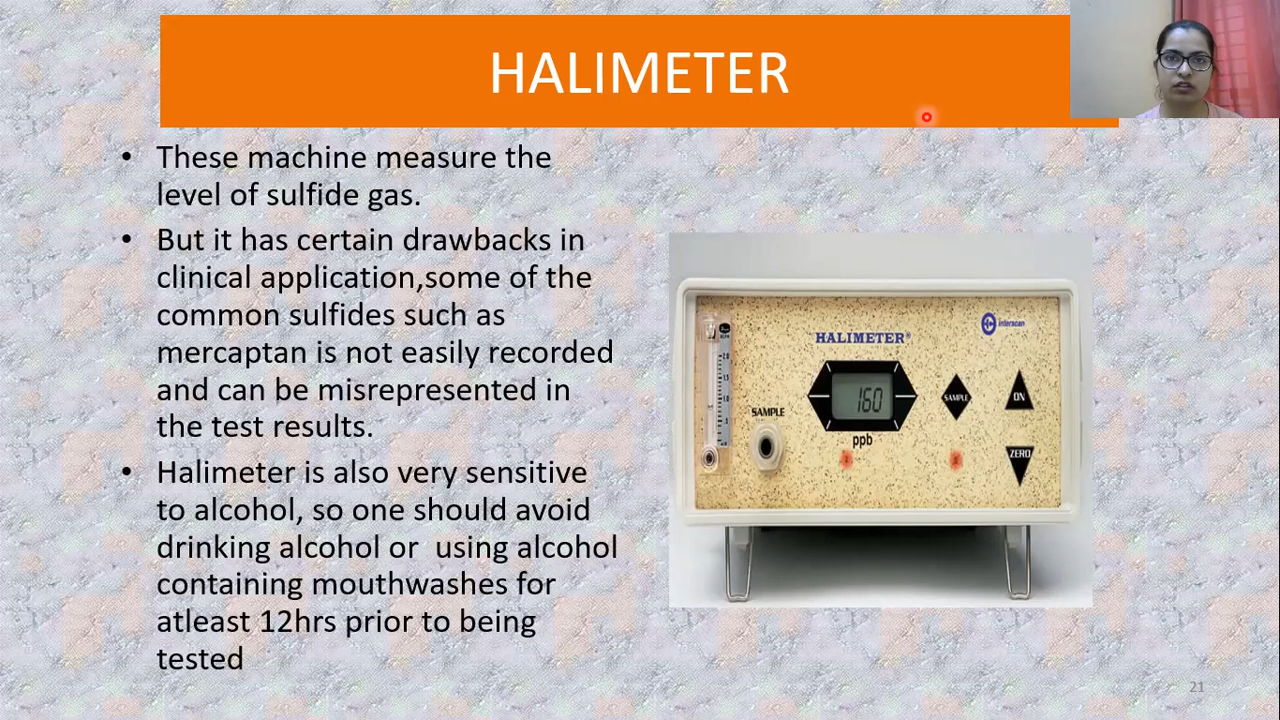 HALIMETER
• These machine measure the
level of sulfide gas.
• But it has certain drawbacks in
clinical application,some of the
common sulfides such as
mercaptan is not easily recorded
and can be misrepresented in
the test results.
• Halimeter is also very sensitive
to alcohol, so one should avoid
drinking alcohol or  using alcohol
containing mouthwashes for
atleast 12hrs prior to being
tested
interscan
HALIMETER®
SAMPLE
160
ppb
SAMPLE
ON
ZERO
21